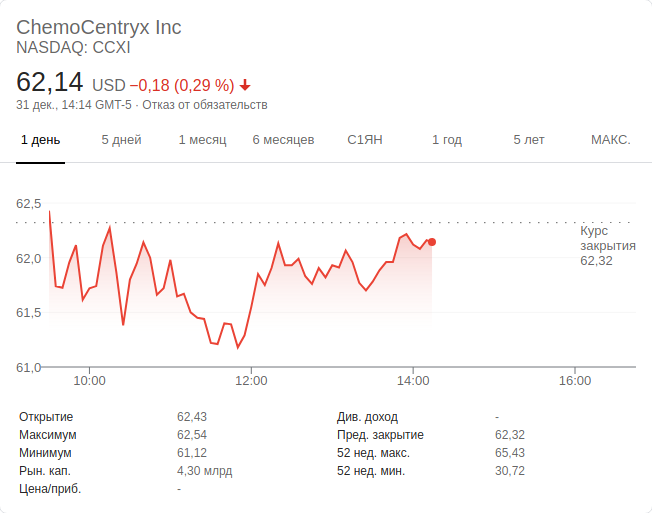 ChemoCentryx Inc
NASDAQ: CCXI
62,14 USD −0,18 (0,29 %)
31 дек., 14:14 GMT-5 · Отказ от обязательств
1 день 5 дней 1 месяц 6 месяцев С1ЯН 1 год 5 лет МАКС.
62,5
62,0
61,5
61,0
Курс
закрытия
62,32
10:00 12:00 14:00 16:00
Открытие 62,43 Див. доход -
Максимум 62,54 Пред. закрытие 62,32
Минимум 61,12 52 нед. макс. 65,43
Рын. кап. 4,30 млрд 52 нед. мин. 30,72
Цена/приб. -